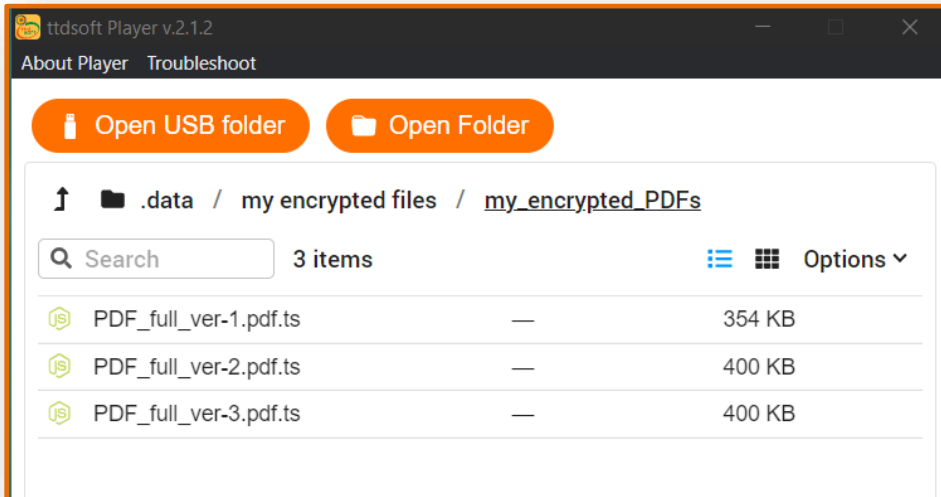 ttdsoft Player v.2.1.2
About Player Troubleshoot
Open USB folder Open Folder
.data / my encrypted files / my_encrypted_PDFs
Search 3 items Options
PDF_full_ver-1.pdf.ts — 354 KB
PDF_full_ver-2.pdf.ts — 400 KB
PDF_full_ver-3.pdf.ts — 400 KB